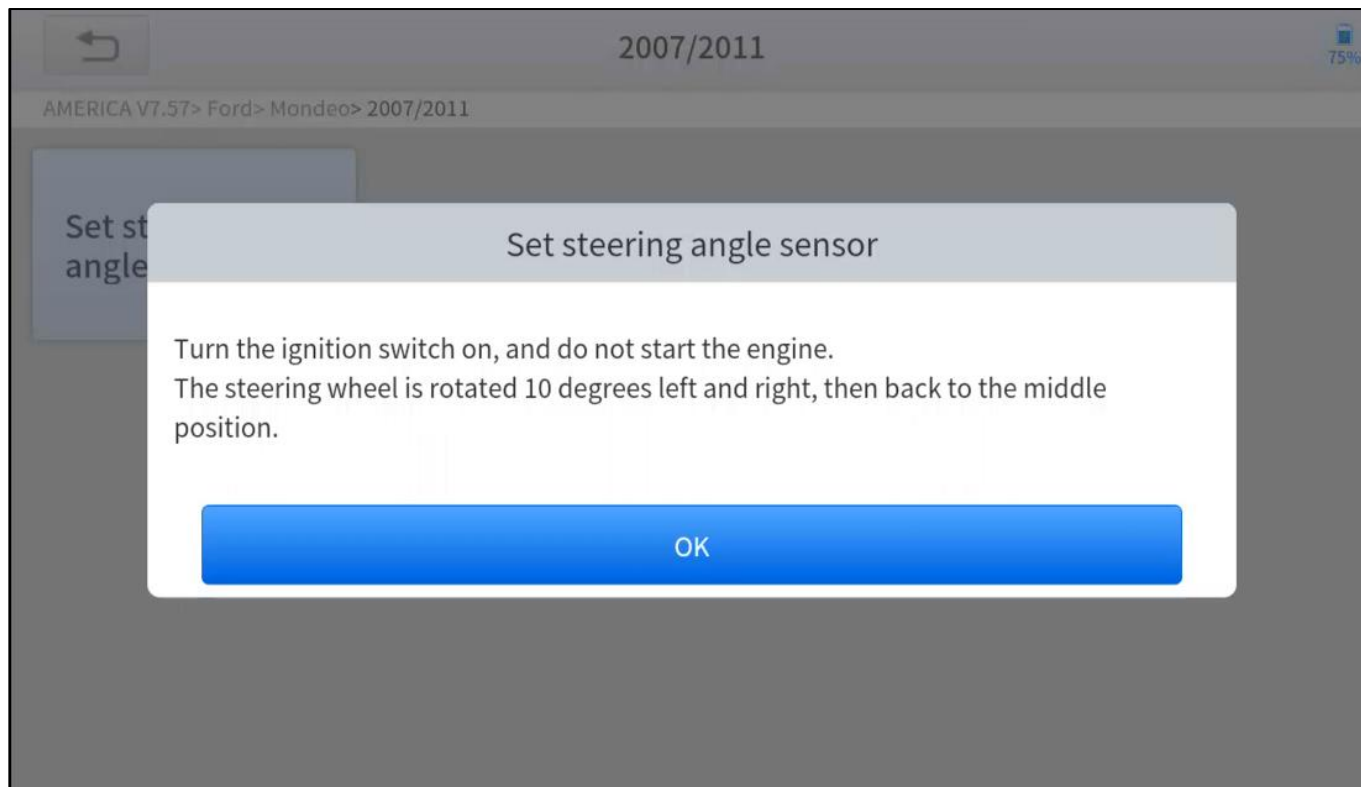 2007/2011
75%
AMERICA V7.57> Ford> Mondeo> 2007/2011
Set st
angle
Set steering angle sensor
Turn the ignition switch on, and do not start the engine.
The steering wheel is rotated 10 degrees left and right, then back to the middle
position.
OK